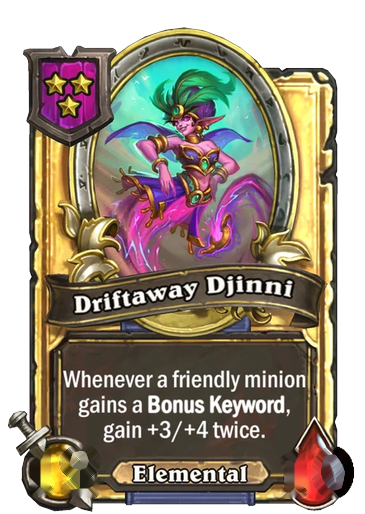 Driftaway Djinni
Whenever a friendly minion
gains a Bonus Keyword,
gain +3/+4 twice.
Elemental